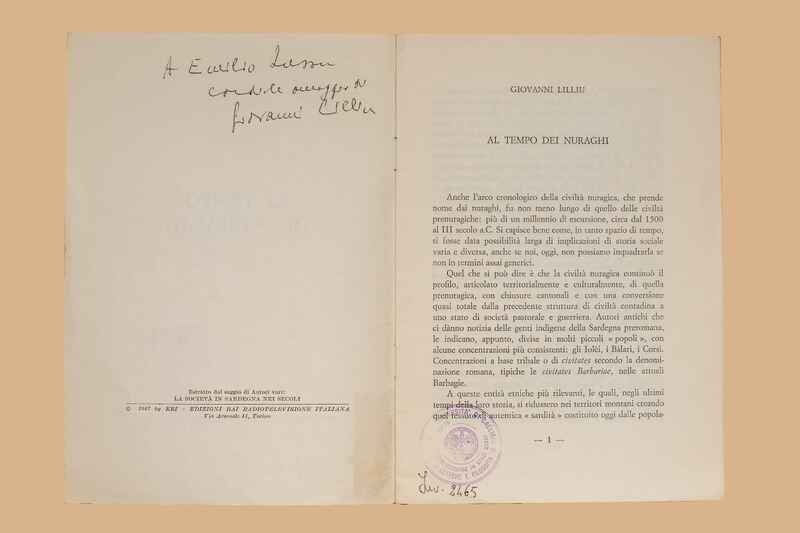 A Emilio Lussu
cordiale omaggio di
Giovanni Lilliu
Estratto dal saggio di Autori vari:
LA SOCIETÀ IN SARDEGNA NEI SECOLI
© 1967 by ERI - EDIZIONI RAI RADIOTELEVISIONE ITALIANA
Via Arsenale 41, Torino
GIOVANNI LILLIU
AL TEMPO DEI NURAGHI
Anche l'arco cronologico della civiltà nuragica, che prende
nome dai nuraghi, fu non meno lungo di quello delle civiltà
prenuragiche: più di un millennio di escursione, circa dal 1500
al III secolo a.C. Si capisce bene come, in tanto spazio di tempo,
si fosse data possibilità larga di implicazioni di storia sociale
varia e diversa, anche se noi, oggi, non possiamo inquadrarla se
non in termini assai generici.
Quel che si può dire è che la civiltà nuragica continuò il
profilo, articolato territorialmente e culturalmente, di quella
prenuragica, con chiusure cantonali e con una conversione
quasi totale dalla precedente struttura di civiltà contadina a
uno stato di società pastorale e guerriera. Autori antichi che
ci dànno notizia delle genti indigene della Sardegna preromana,
le indicano, appunto, divise in molti piccoli « popoli », con
alcune concentrazioni più consistenti: gli Iolèi, i Bàlari, i Corsi.
Concentrazioni a base tribale o di civitates secondo la denomi-
nazione romana, tipiche le civitates Barbariae, nelle attuali
Barbagie.
A queste entità etniche più rilevanti, le quali, negli ultimi
tempi della loro storia, si ridussero nei territori montani creando
quel tessuto di autentica « sardità » costituito oggi dalle popola-
— 1 —
Inv. 2465